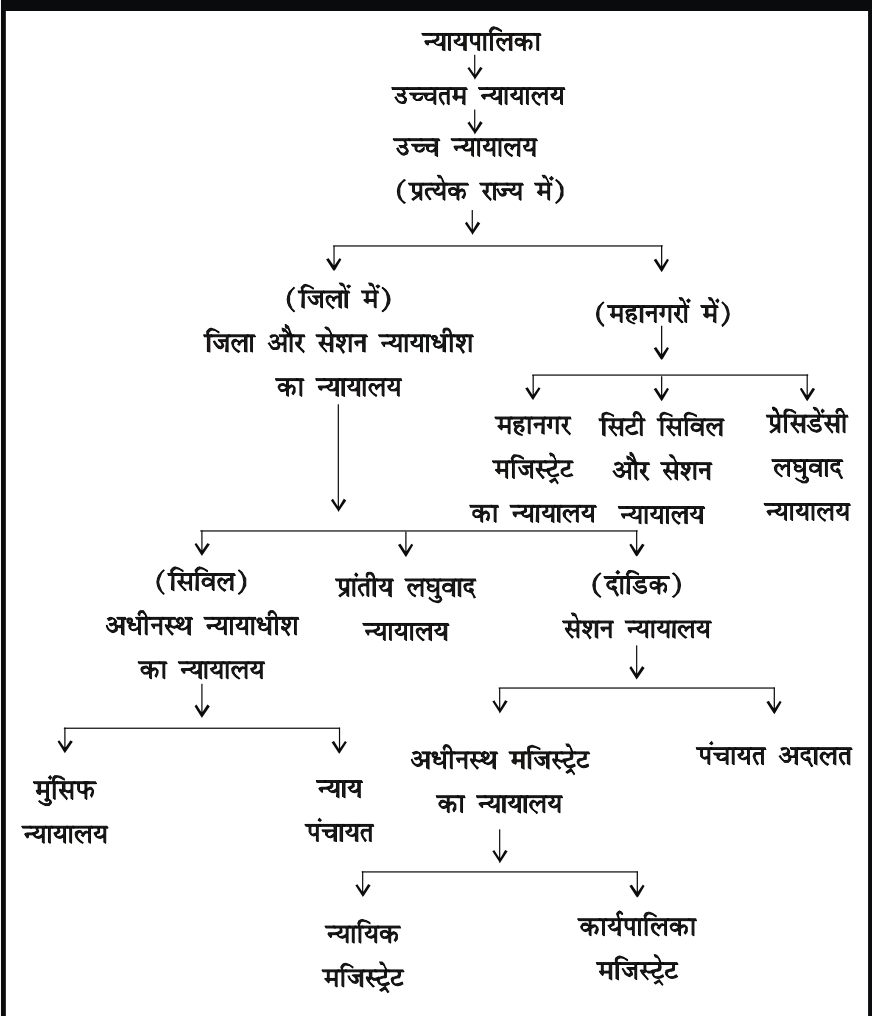 न्यायपालिका
उच्चतम न्यायालय
उच्च न्यायालय
(प्रत्येक राज्य में)
(जिलों में)
जिला और सेशन न्यायाधीश
का न्यायालय
(महानगरों में)
महानगर
मजिस्ट्रेट
का न्यायालय
सिटी सिविल
और सेशन
न्यायालय
प्रेसिडेंसी
लघुवाद
न्यायालय
(सिविल)
अधीनस्थ न्यायाधीश
का न्यायालय
प्रांतीय लघुवाद
न्यायालय
(दांडिक)
सेशन न्यायालय
मुंसिफ
न्यायालय
न्याय
पंचायत
अधीनस्थ मजिस्ट्रेट
का न्यायालय
पंचायत अदालत
न्यायिक
मजिस्ट्रेट
कार्यपालिका
मजिस्ट्रेट